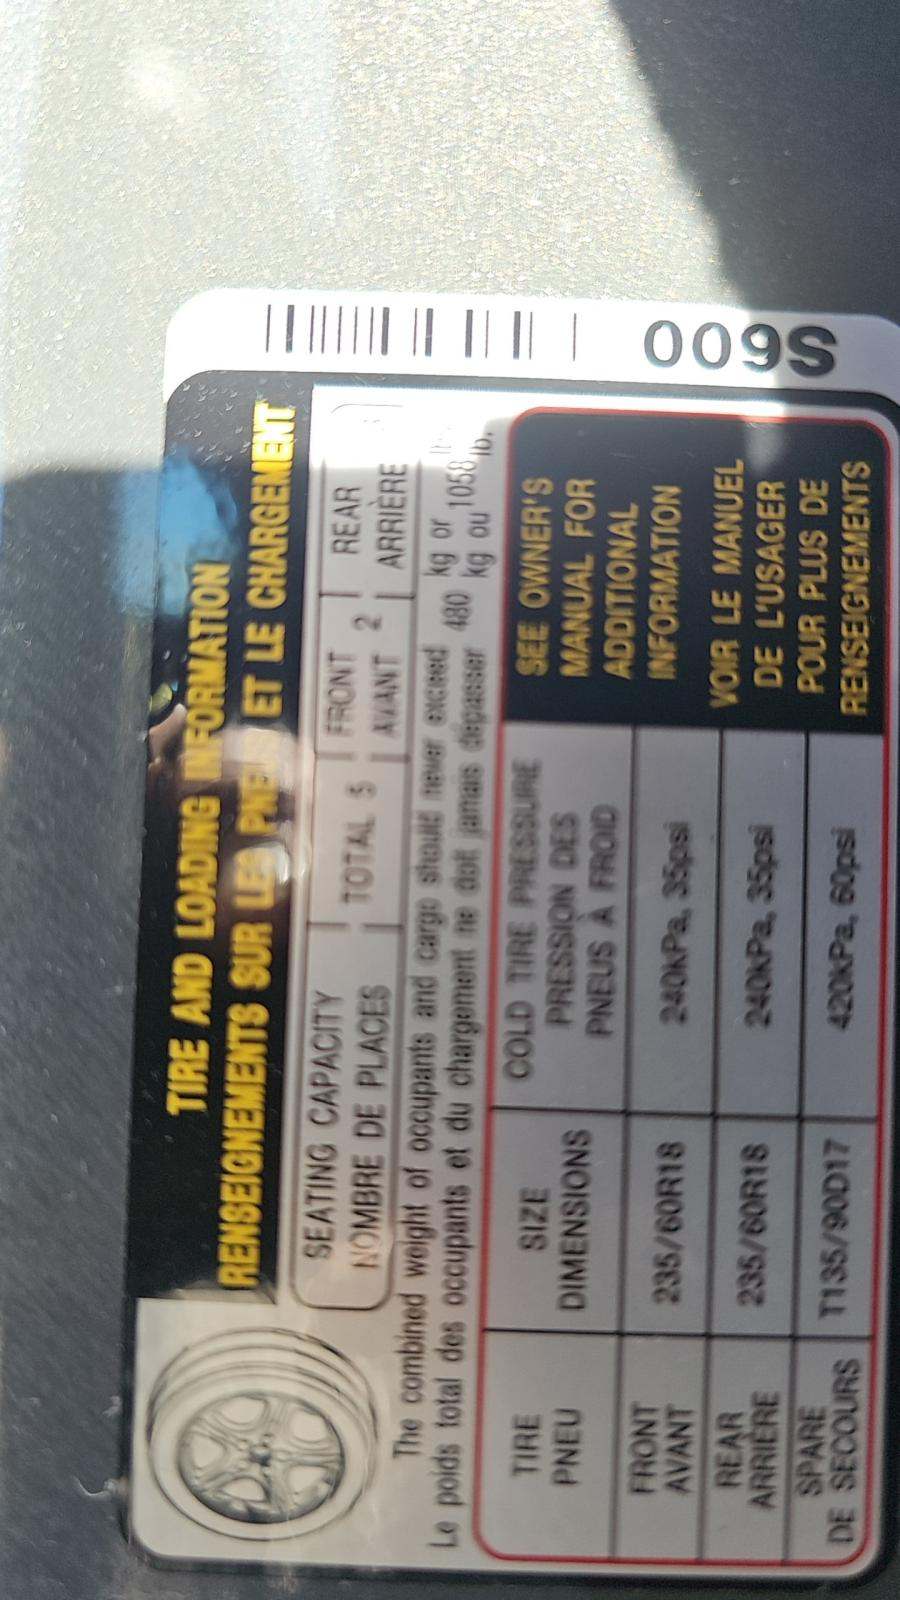 TIRE AND LOADING INFORMATION
RENSEIGNEMENTS SUR LES PNEUS ET LE CHARGEMENT
SEATING CAPACITY
NOMBRE DE PLACES
TOTAL 5
FRONT
AVANT
2
REAR
ARRIÈRE
The combined weight of occupants and cargo should never exceed
Le poids total des occupants et du chargement ne doit jamais dépasser
480
kg or
kg ou
1058
lb.
TIRE
PNEU
SIZE
DIMENSIONS
COLD TIRE PRESSURE
PRESSION DES
PNEUS À FROID
FRONT
AVANT
235/60R18
240kPa, 35psi
REAR
ARRIÈRE
235/60R18
240kPa, 35psi
SPARE
DE SECOURS
T135/90D17
420kPa, 60psi
SEE OWNER'S
MANUAL FOR
ADDITIONAL
INFORMATION
VOIR LE MANUEL
DE L'USAGER
POUR PLUS DE
RENSEIGNEMENTS
S600